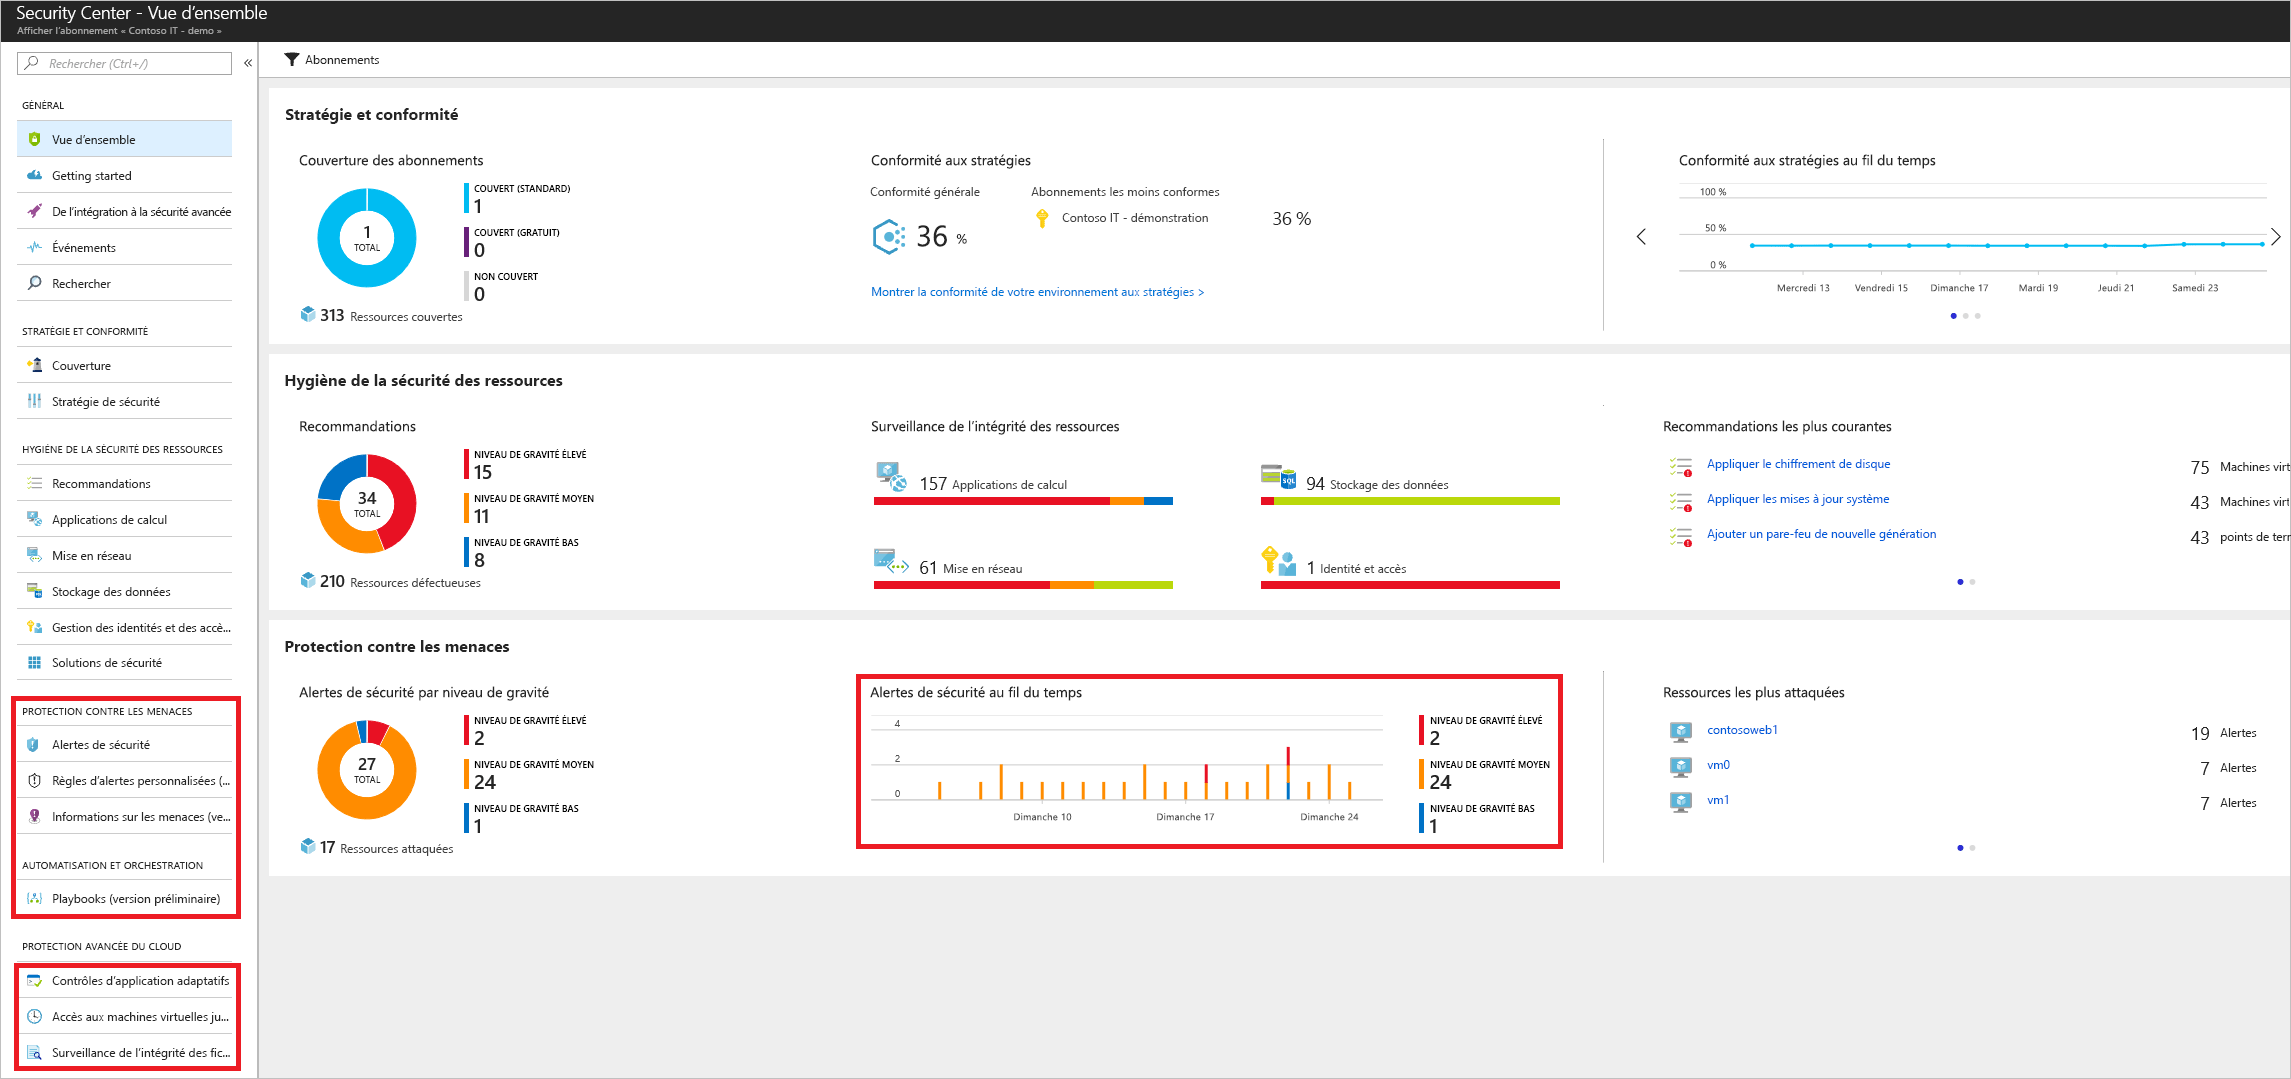 Security Center - Vue d’ensemble
Afficher l’abonnement « Contoso IT - demo »
Rechercher (Ctrl+/)
«
GÉNÉRAL
Vue d’ensemble
Getting started
De l’intégration à la sécurité avancée
Événements
Rechercher
STRATÉGIE ET CONFORMITÉ
Couverture
Stratégie de sécurité
HYGIÈNE DE LA SÉCURITÉ DES RESSOURCES
Recommandations
Applications de calcul
Mise en réseau
Stockage des données
Gestion des identités et des accè...
Solutions de sécurité
PROTECTION CONTRE LES MENACES
Alertes de sécurité
Règles d’alertes personnalisées (...
Informations sur les menaces (ve...
AUTOMATISATION ET ORCHESTRATION
Playbooks (version préliminaire)
PROTECTION AVANCÉE DU CLOUD
Contrôles d’application adaptatifs
Accès aux machines virtuelles ju...
Surveillance de l’intégrité des fic...
Abonnements
Stratégie et conformité
Couverture des abonnements
1
TOTAL
COUVERT (STANDARD)
1
COUVERT (GRATUIT)
0
NON COUVERT
0
313 Ressources couvertes
Conformité aux stratégies
Conformité générale
36 %
Abonnements les moins conformes
Contoso IT - démonstration 36 %
Montrer la conformité de votre environnement aux stratégies >
Conformité aux stratégies au fil du temps
100 %
50 %
0 %
Mercredi 13 Vendredi 15 Dimanche 17 Mardi 19 Jeudi 21 Samedi 23
Hygiène de la sécurité des ressources
Recommandations
34
TOTAL
NIVEAU DE GRAVITÉ ÉLEVÉ
15
NIVEAU DE GRAVITÉ MOYEN
11
NIVEAU DE GRAVITÉ BAS
8
210 Ressources défectueuses
Surveillance de l’intégrité des ressources
157 Applications de calcul
94 Stockage des données
61 Mise en réseau
1 Identité et accès
Recommandations les plus courantes
Appliquer le chiffrement de disque 75 Machines virt
Appliquer les mises à jour système 43 Machines virt
Ajouter un pare-feu de nouvelle génération 43 points de terr
Protection contre les menaces
Alertes de sécurité par niveau de gravité
27
TOTAL
NIVEAU DE GRAVITÉ ÉLEVÉ
2
NIVEAU DE GRAVITÉ MOYEN
24
NIVEAU DE GRAVITÉ BAS
1
17 Ressources attaquées
Alertes de sécurité au fil du temps
4
2
0
Dimanche 10 Dimanche 17 Dimanche 24
NIVEAU DE GRAVITÉ ÉLEVÉ
2
NIVEAU DE GRAVITÉ MOYEN
24
NIVEAU DE GRAVITÉ BAS
1
Ressources les plus attaquées
contosoweb1 19 Alertes
vm0 7 Alertes
vm1 7 Alertes